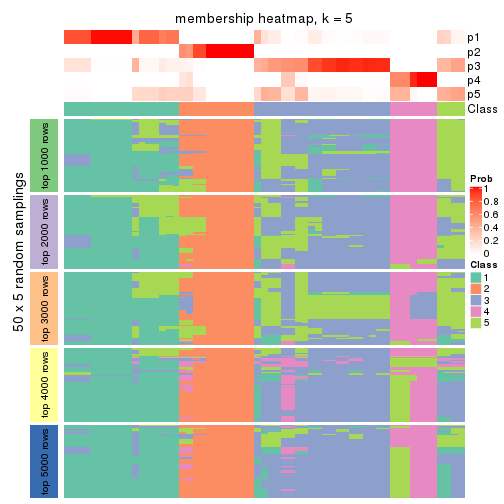 membership heatmap, k = 5
p1
p2
p3
p4
p5
Class
50 x 5 random samplings
top 1000 rows
top 2000 rows
top 3000 rows
top 4000 rows
top 5000 rows
Prob
1
0.8
0.6
0.4
0.2
0
Class
1
2
3
4
5